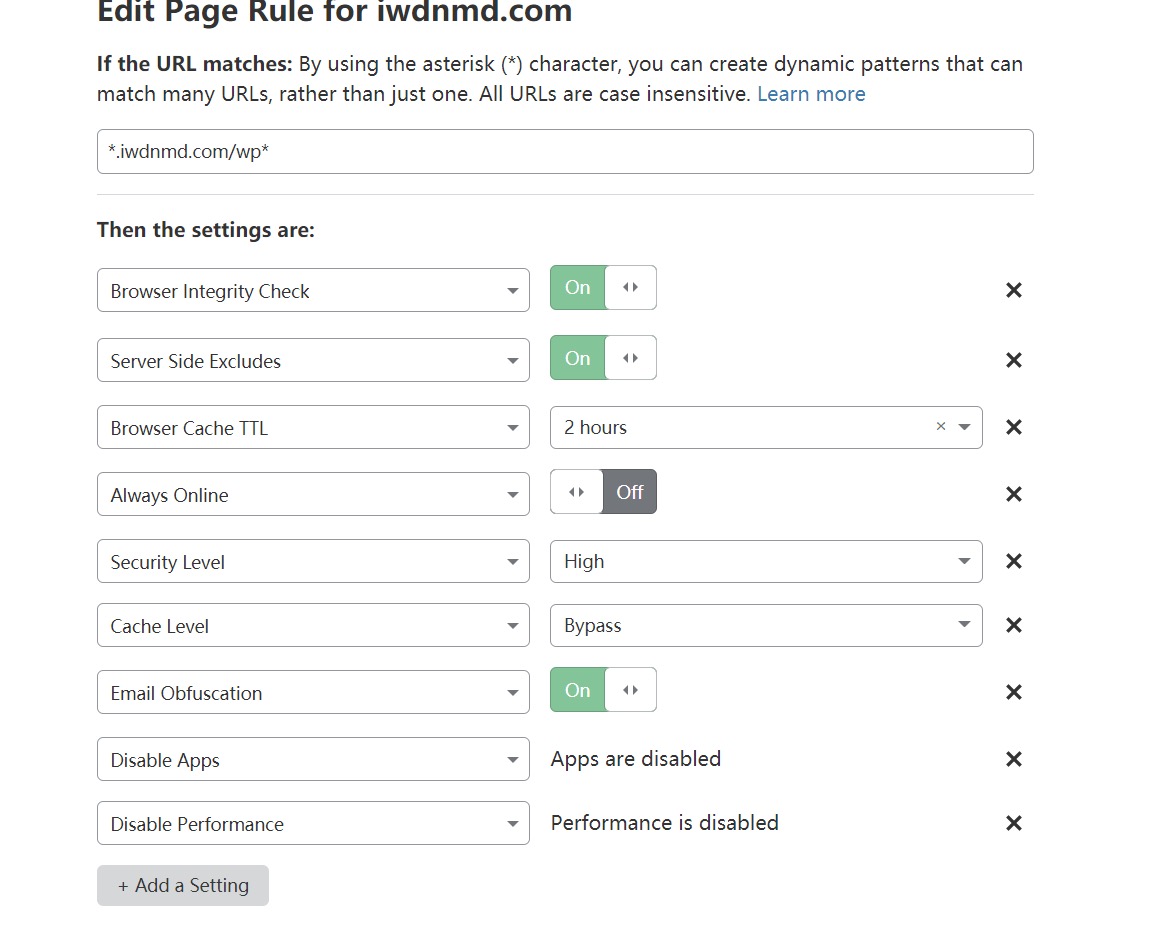 Edit Page Rule for iwdnmd.com
If the URL matches: By using the asterisk (*) character, you can create dynamic patterns that can
match many URLs, rather than just one. All URLs are case insensitive. Learn more
*.iwdnmd.com/wp*
Then the settings are:
Browser Integrity Check On
Server Side Excludes On
Browser Cache TTL 2 hours
Always Online Off
Security Level High
Cache Level Bypass
Email Obfuscation On
Disable Apps Apps are disabled
Disable Performance Performance is disabled
+ Add a Setting